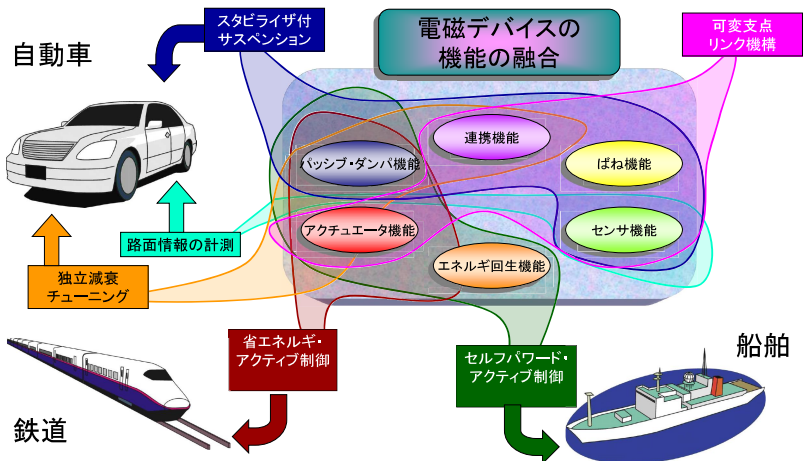 スタビライザ付
サスペンション
電磁デバイスの
機能の融合
可変支点
リンク機構
自動車
連携機能
パッシブ・ダンパ機能
ばね機能
アクチュエータ機能
センサ機能
路面情報の計測
エネルギ回生機能
独立減衰
チューニング
省エネルギ・
アクティブ制御
セルフパワード・
アクティブ制御
船舶
鉄道